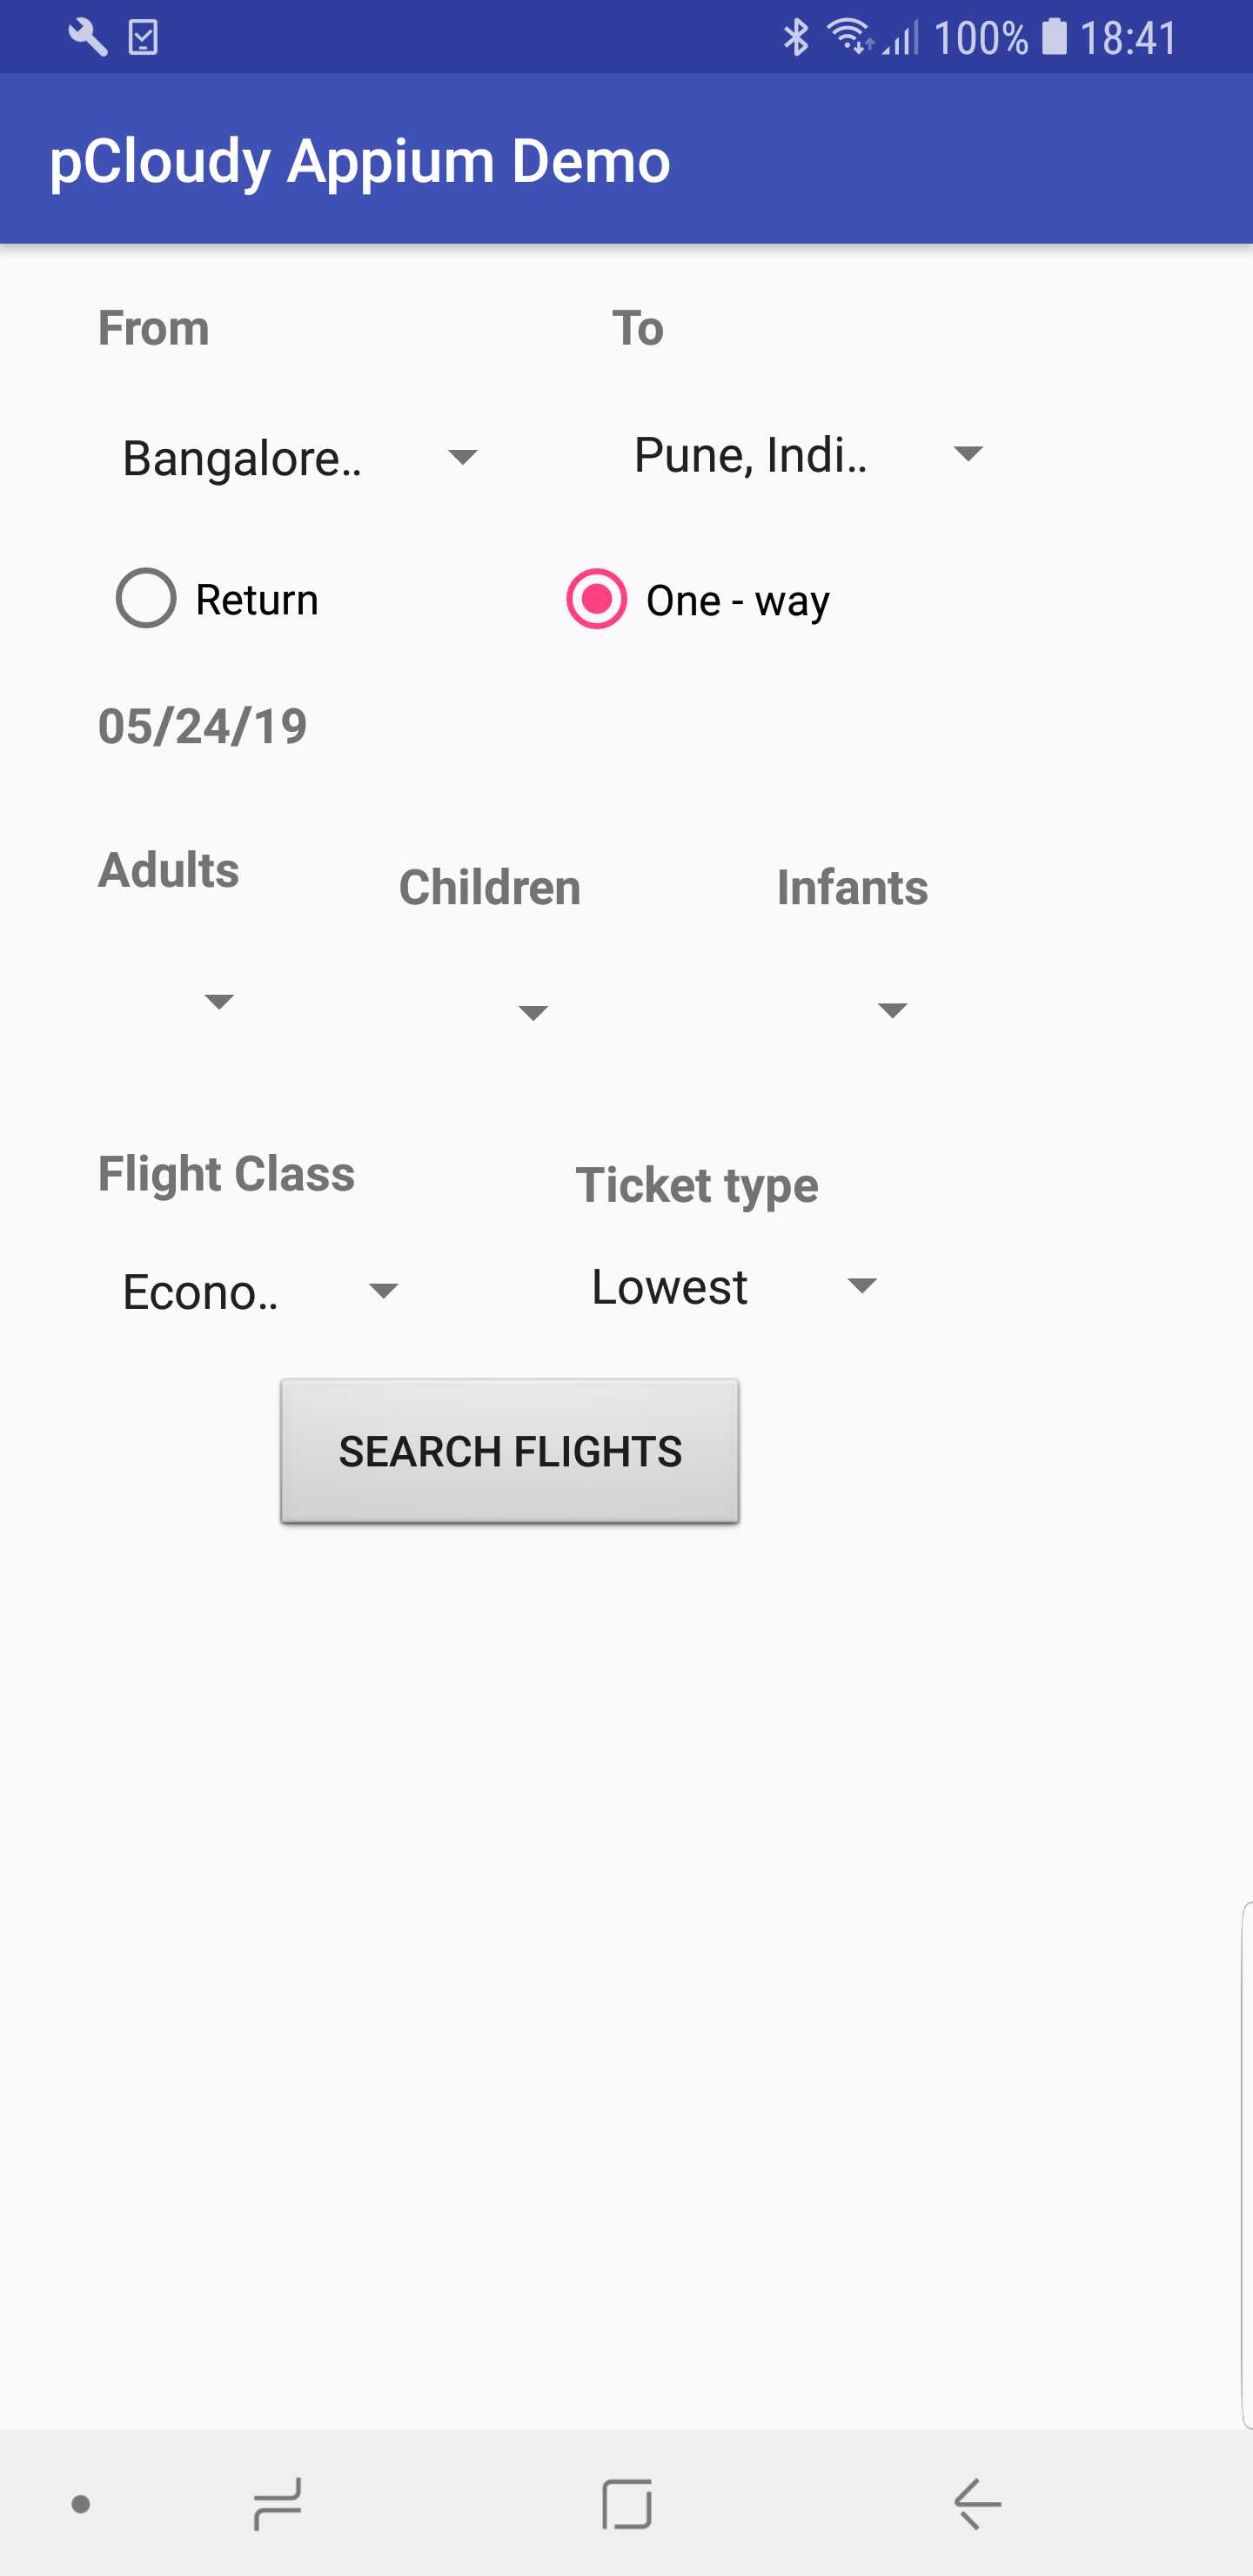 100% 18:41
pCloudy Appium Demo
From To
Bangalore.. Pune, Indi..
Return One - way
05/24/19
Adults Children Infants
Flight Class Ticket type
Econo.. Lowest
SEARCH FLIGHTS